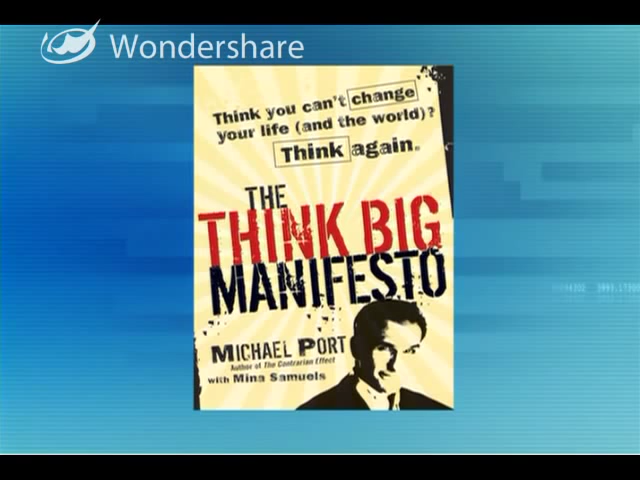 Wondershare
Think you can't change
your life (and the world)?
Think again.
THE
THINK BIG
MANIFESTO
MICHAEL PORT
Author of The Contrarian Effect
with Mina Samuels